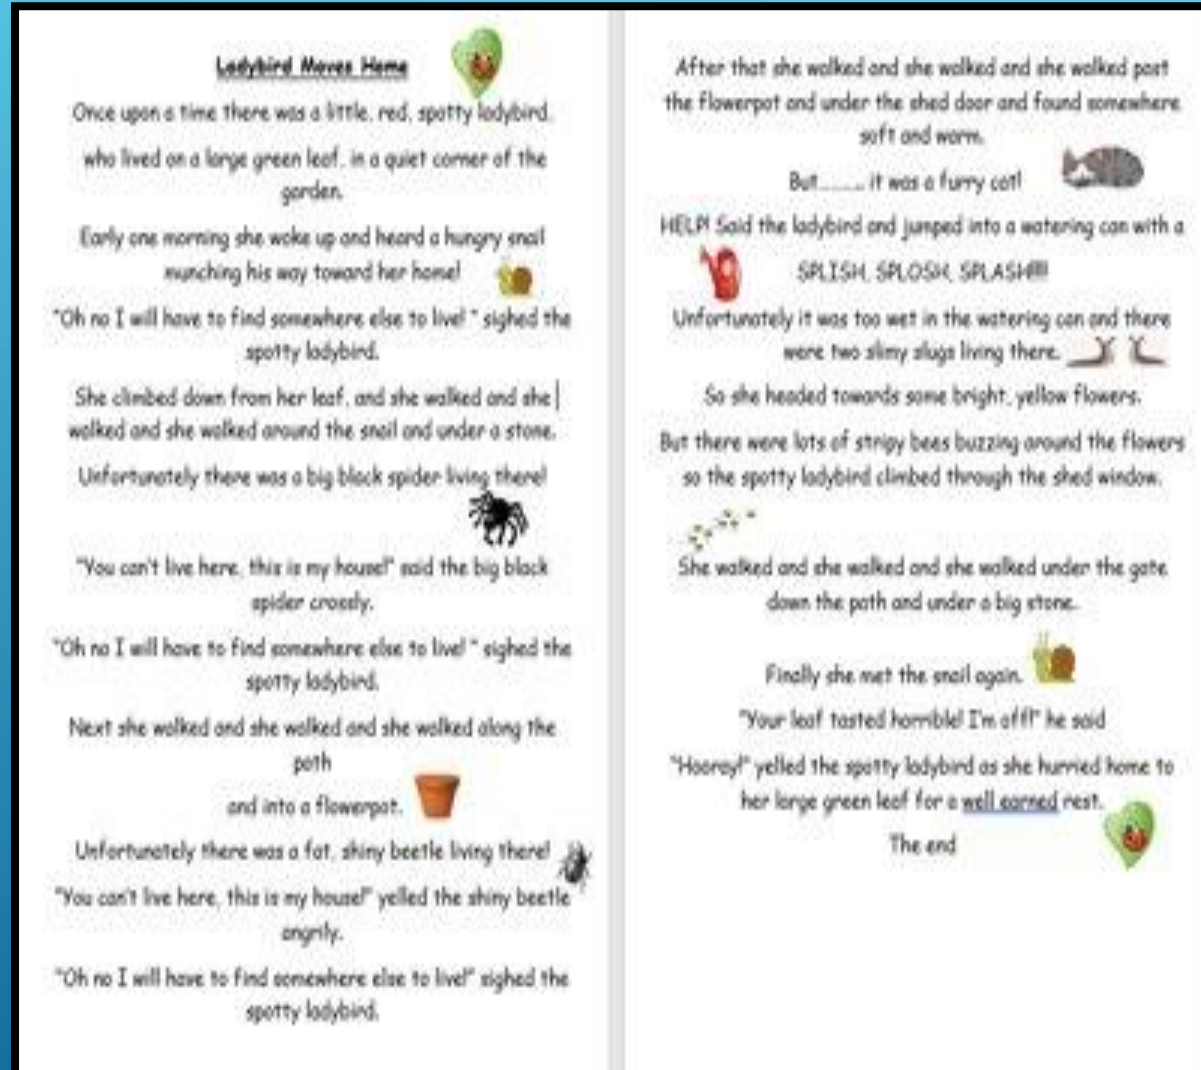 Ladybird Moves Home
Once upon a time there was a little, red, spotty ladybird,
who lived on a large green leaf, in a quiet corner of the
garden.
Early one morning she woke up and heard a hungry snail
munching his way toward her home!
"Oh no I will have to find somewhere else to live! " sighed the
spotty ladybird.
She climbed down from her leaf, and she walked and she
walked and she walked around the snail and under a stone.
Unfortunately there was a big black spider living there!
"You can't live here, this is my house!" said the big black
spider crossly.
"Oh no I will have to find somewhere else to live! " sighed the
spotty ladybird.
Next she walked and she walked and she walked along the
path
and into a flowerpot.
Unfortunately there was a fat, shiny beetle living there!
"You can't live here, this is my house!" yelled the shiny beetle
angrily.
"Oh no I will have to find somewhere else to live!" sighed the
spotty ladybird.
After that she walked and she walked and she walked past
the flowerpot and under the shed door and found somewhere
soft and warm.
But......... it was a furry cat!
HELP! Said the ladybird and jumped into a watering can with a
SPLISH, SPLOSH, SPLASH!!!!
Unfortunately it was too wet in the watering can and there
were two slimy slugs living there.
So she headed towards some bright, yellow flowers.
But there were lots of stripy bees buzzing around the flowers
so the spotty ladybird climbed through the shed window.
She walked and she walked and she walked under the gate
down the path and under a big stone.
Finally she met the snail again.
"Your leaf tasted horrible! I'm off!" he said
"Hooray!" yelled the spotty ladybird as she hurried home to
her large green leaf for a well earned rest.
The end